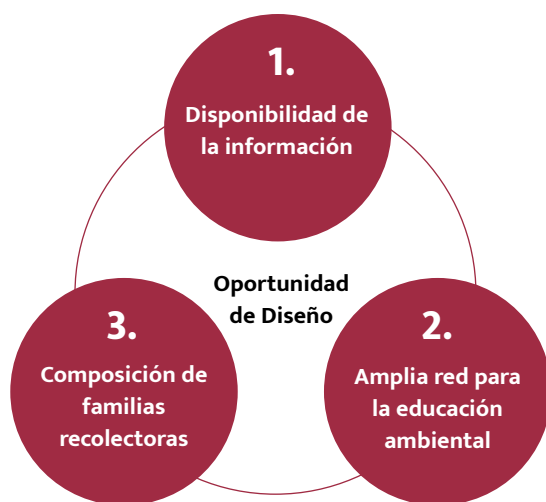 1.
Disponibilidad de
la información
Oportunidad
de Diseño
3.
Composición de
familias
recolectoras
2.
Amplia red para
la educación
ambiental